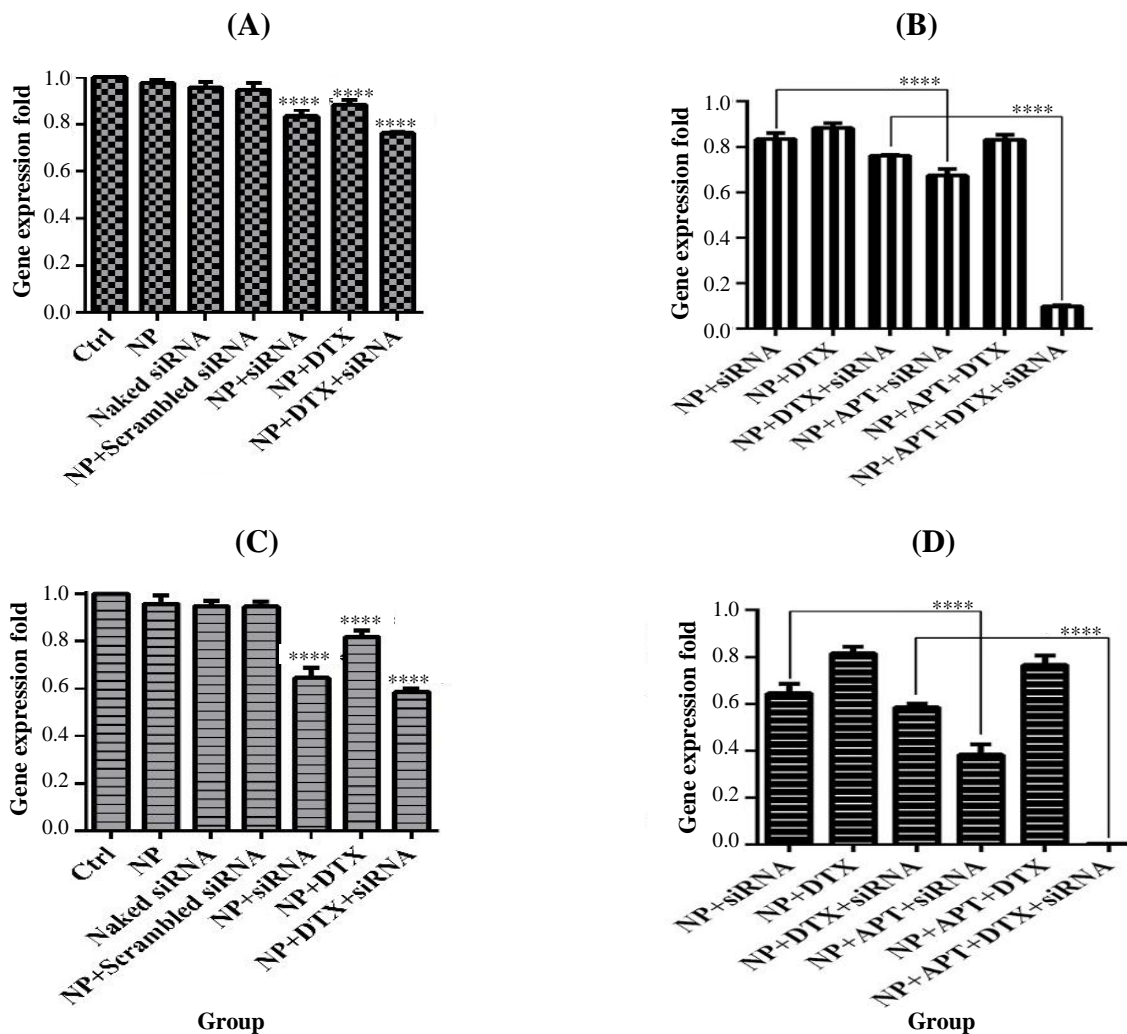 (A)
Gene expression fold
1.0
0.8
0.6
0.4
0.2
0.0
****
****
****
Ctrl
NP
Naked siRNA
NP+Scrambled siRNA
NP+siRNA
NP+DTX
NP+DTX+siRNA
(B)
Gene expression fold
1.0
0.8
0.6
0.4
0.2
0.0
****
****
NP+siRNA
NP+DTX
NP+DTX+siRNA
NP+APT+siRNA
NP+APT+DTX
NP+APT+DTX+siRNA
(C)
Gene expression fold
1.0
0.8
0.6
0.4
0.2
0.0
****
****
****
Ctrl
NP
Naked siRNA
NP+Scrambled siRNA
NP+siRNA
NP+DTX
NP+DTX+siRNA
Group
(D)
Gene expression fold
1.0
0.8
0.6
0.4
0.2
0.0
****
****
NP+siRNA
NP+DTX
NP+DTX+siRNA
NP+APT+siRNA
NP+APT+DTX
NP+APT+DTX+siRNA
Group